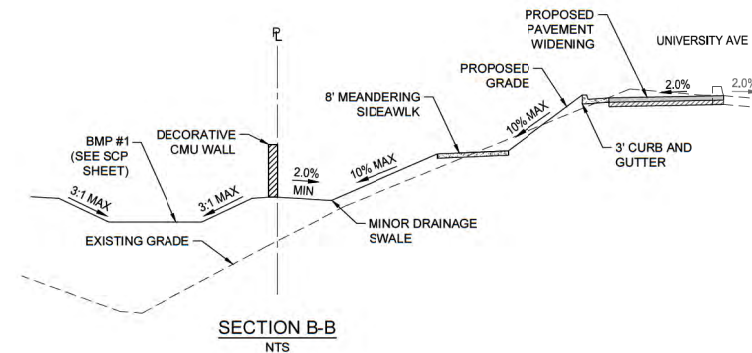 PROPOSED
PAVEMENT
WIDENING
UNIVERSITY AVE
PL
PROPOSED
GRADE
2.0%
2.0%
8' MEANDERING
SIDEAWLK
DECORATIVE
CMU WALL
BMP #1
(SEE SCP
SHEET)
10% MAX
3' CURB AND
GUTTER
2.0%
MIN
10% MAX
3:1 MAX
3:1 MAX
MINOR DRAINAGE
SWALE
EXISTING GRADE
SECTION B-B
NTS